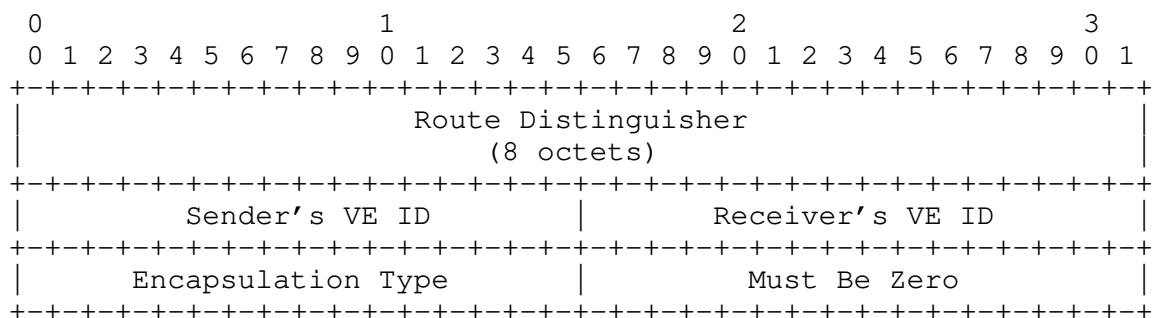 0                   1                   2                   3
 0 1 2 3 4 5 6 7 8 9 0 1 2 3 4 5 6 7 8 9 0 1 2 3 4 5 6 7 8 9 0 1
+-+-+-+-+-+-+-+-+-+-+-+-+-+-+-+-+-+-+-+-+-+-+-+-+-+-+-+-+-+-+-+-+
|                      Route Distinguisher                      |
|                          (8 octets)                           |
+-+-+-+-+-+-+-+-+-+-+-+-+-+-+-+-+-+-+-+-+-+-+-+-+-+-+-+-+-+-+-+-+
|         Sender’s VE ID        |       Receiver’s VE ID        |
+-+-+-+-+-+-+-+-+-+-+-+-+-+-+-+-+-+-+-+-+-+-+-+-+-+-+-+-+-+-+-+-+
|      Encapsulation Type       |         Must Be Zero          |
+-+-+-+-+-+-+-+-+-+-+-+-+-+-+-+-+-+-+-+-+-+-+-+-+-+-+-+-+-+-+-+-+